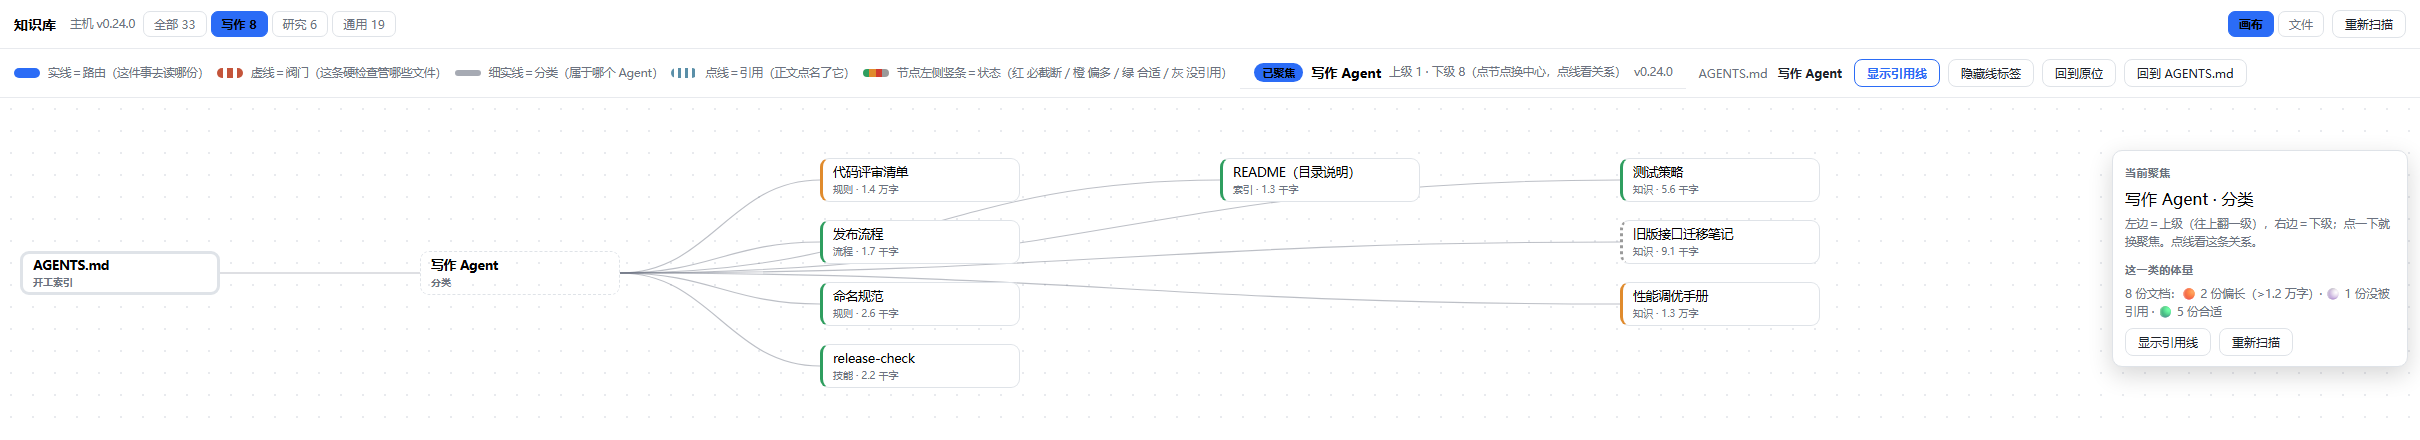 知识库 主机 v0.24.0 全部 33 写作 8 研究 6 通用 19 画布 文件 重新扫描
实线＝路由（这件事去读哪份） 虚线＝阀门（这条硬检查管哪些文件） 细实线＝分类（属于哪个 Agent） 点线＝引用（正文点名了它） 节点左侧竖条＝状态（红 必截断 / 橙 偏多 / 绿 合适 / 灰 没引用） 已聚焦 写作 Agent 上级 1 · 下级 8（点节点换中心，点线看关系） v0.24.0 AGENTS.md 写作 Agent 显示引用线 隐藏线标签 回到原位 回到 AGENTS.md
AGENTS.md
开工索引
写作 Agent
分类
代码评审清单
规则 · 1.4 万字
发布流程
流程 · 1.7 千字
命名规范
规则 · 2.6 千字
release-check
技能 · 2.2 千字
README（目录说明）
索引 · 1.3 千字
测试策略
知识 · 5.6 千字
旧版接口迁移笔记
知识 · 9.1 千字
性能调优手册
知识 · 1.3 万字
当前聚焦
写作 Agent · 分类
左边＝上级（往上翻一级），右边＝下级；点一下就
换聚焦。点线看这条关系。
这一类的体量
8 份文档： 2 份偏长（>1.2 万字）· 1 份没被
引用 · 5 份合适
显示引用线 重新扫描